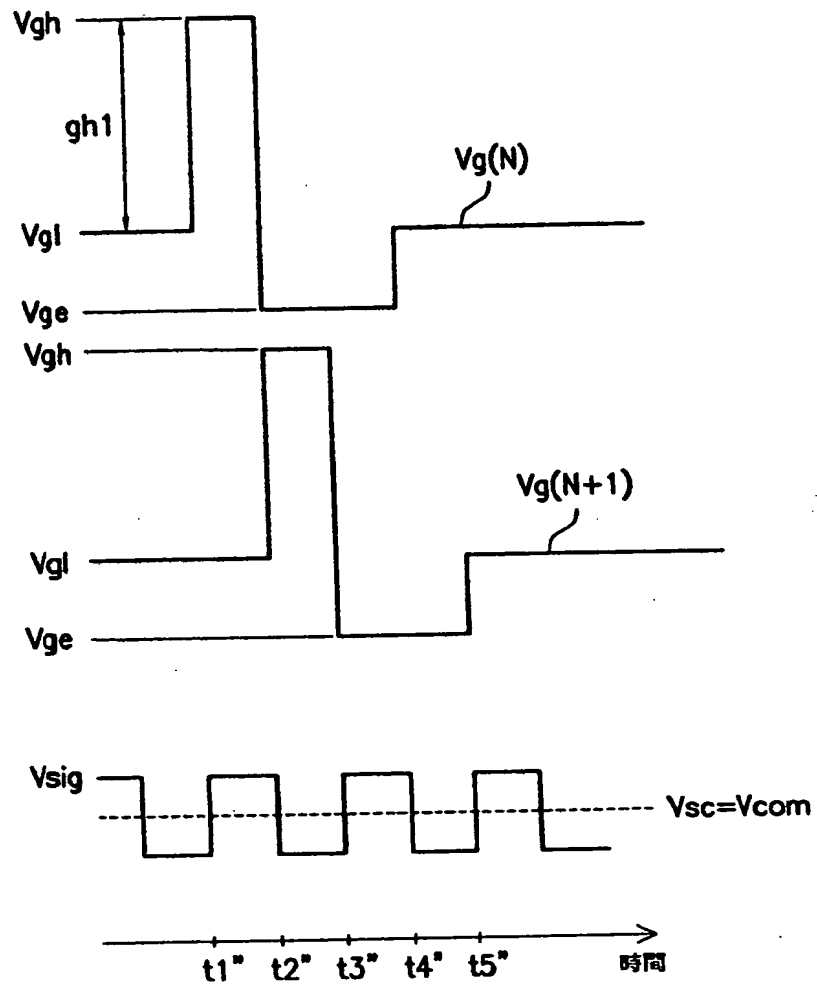 Vgh
gh1
Vg(N)
Vgl
Vge
Vgh
Vg(N+1)
Vgl
Vge
Vsig
Vsc=Vcom
t1" t2" t3" t4" t5" 時間